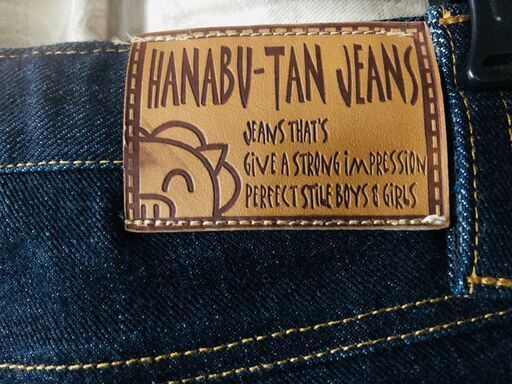 HANABU-TAN JEANS
JEANS THAT'S
GIVE A STRONG iMPRESSION
PERFECT STILE BOYS & GIRLS